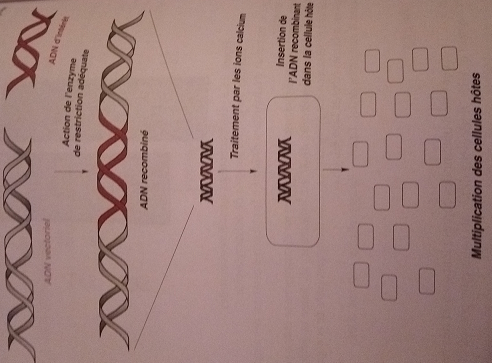 ADN vectoriel
ADN d'intérêt
Action de l'enzyme
de restriction adéquate
ADN recombiné
Traitement par les ions calcium
Insertion de
l'ADN recombinant
dans la cellule hôte
Multiplication des cellules hôtes